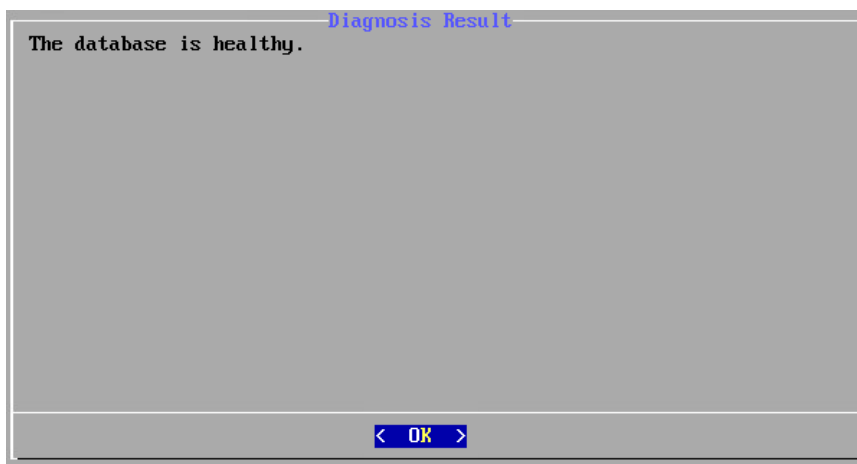 Diagnosis Result
The database is healthy.
< OK >